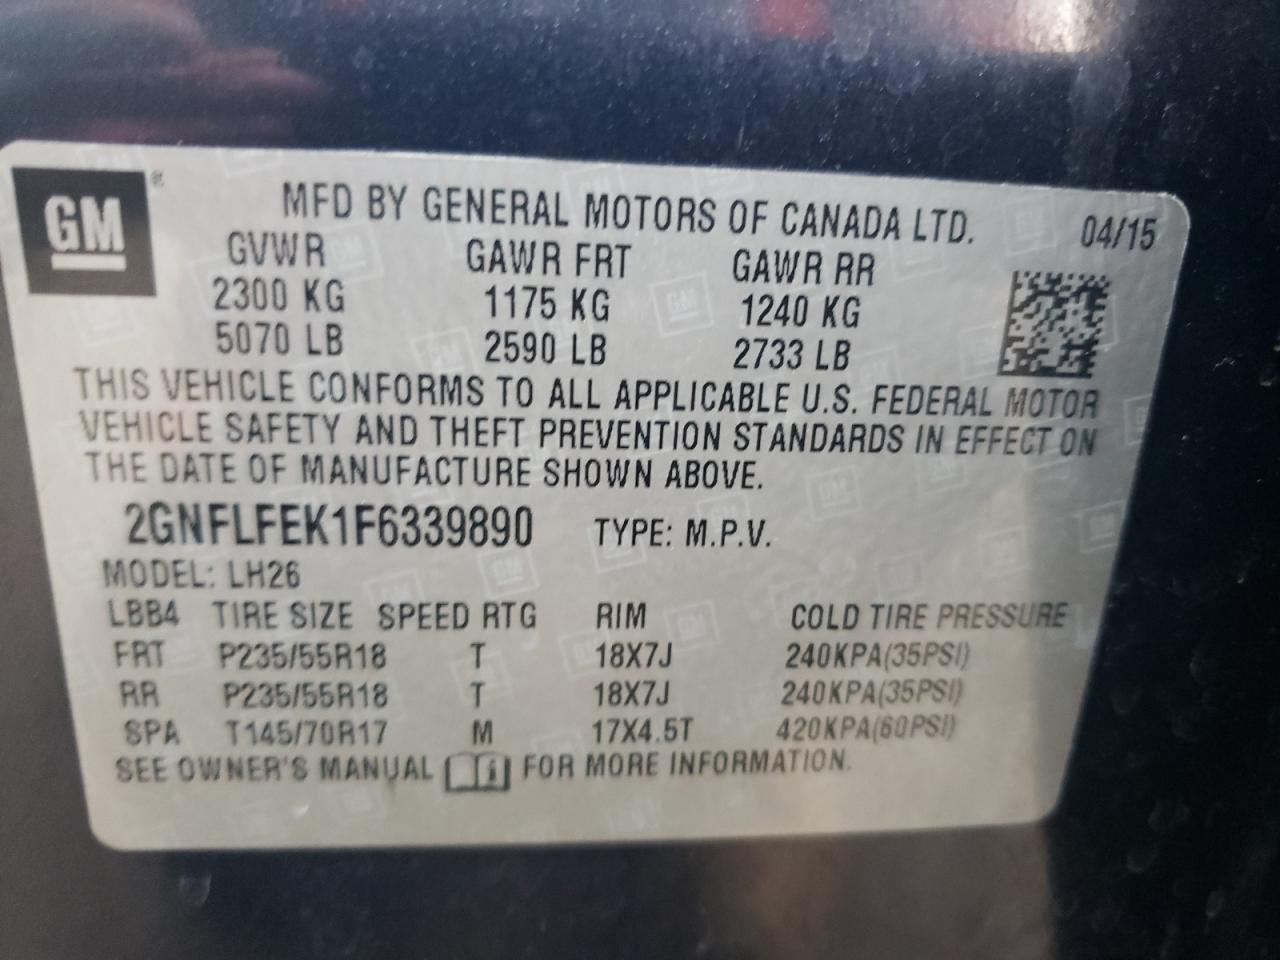 GM ®
MFD BY GENERAL MOTORS OF CANADA LTD. 04/15
GVWR GAWR FRT GAWR RR
2300 KG 1175 KG 1240 KG
5070 LB 2590 LB 2733 LB
THIS VEHICLE CONFORMS TO ALL APPLICABLE U.S. FEDERAL MOTOR
VEHICLE SAFETY AND THEFT PREVENTION STANDARDS IN EFFECT ON
THE DATE OF MANUFACTURE SHOWN ABOVE.
2GNFLFEK1F6339890 TYPE: M.P.V.
MODEL: LH26
LBB4 TIRE SIZE SPEED RTG RIM COLD TIRE PRESSURE
FRT P235/55R18 T 18X7J 240KPA(35PSI)
RR P235/55R18 T 18X7J 240KPA(35PSI)
SPA T145/70R17 M 17X4.5T 420KPA(60PSI)
SEE OWNER'S MANUAL FOR MORE INFORMATION.